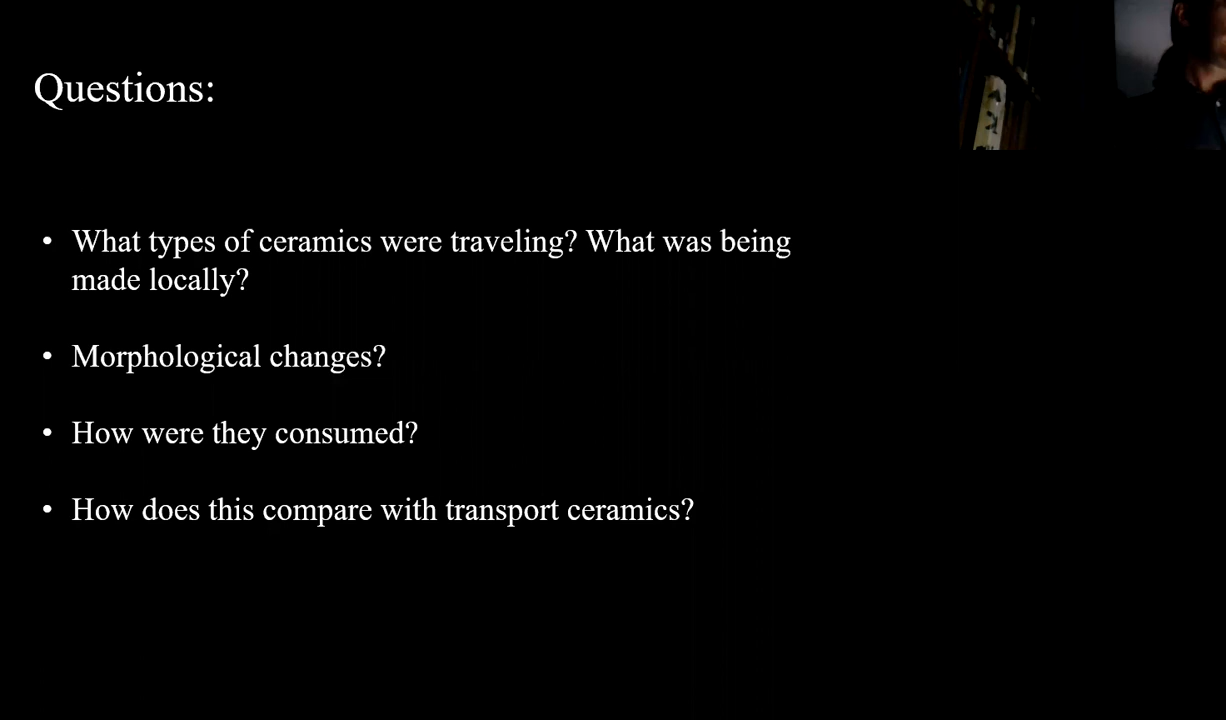 Questions:
• What types of ceramics were traveling? What was being
made locally?
• Morphological changes?
• How were they consumed?
• How does this compare with transport ceramics?